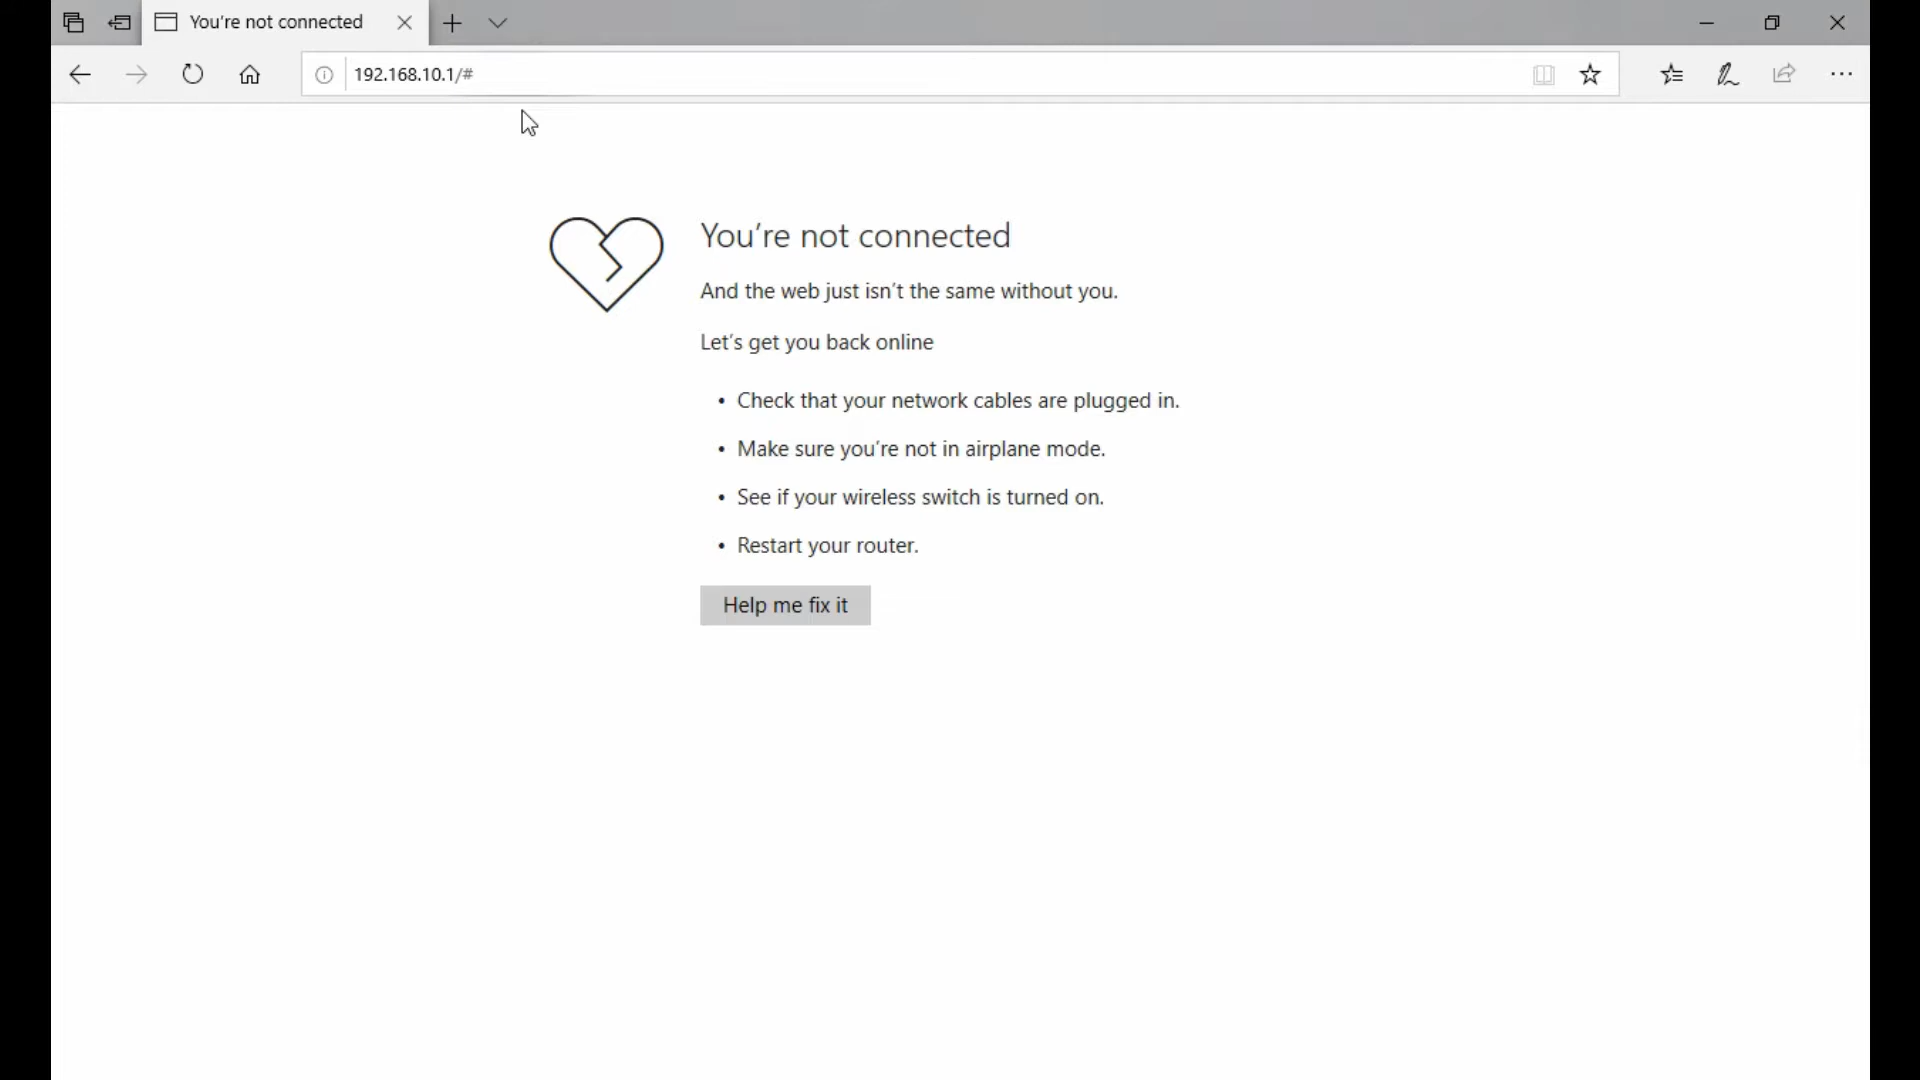 You're not connected
192.168.10.1/#
You're not connected
And the web just isn't the same without you.
Let's get you back online
• Check that your network cables are plugged in.
• Make sure you're not in airplane mode.
• See if your wireless switch is turned on.
• Restart your router.
Help me fix it